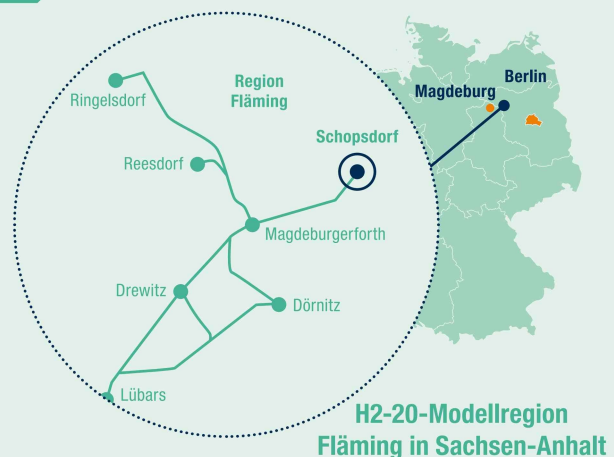 Berlin
Magdeburg
Region
Fläming
Ringelsdorf
Schopsdorf
Reesdorf
Magdeburgerforth
Drewitz
Dörnitz
Lübars
H2-20-Modellregion
Fläming in Sachsen-Anhalt